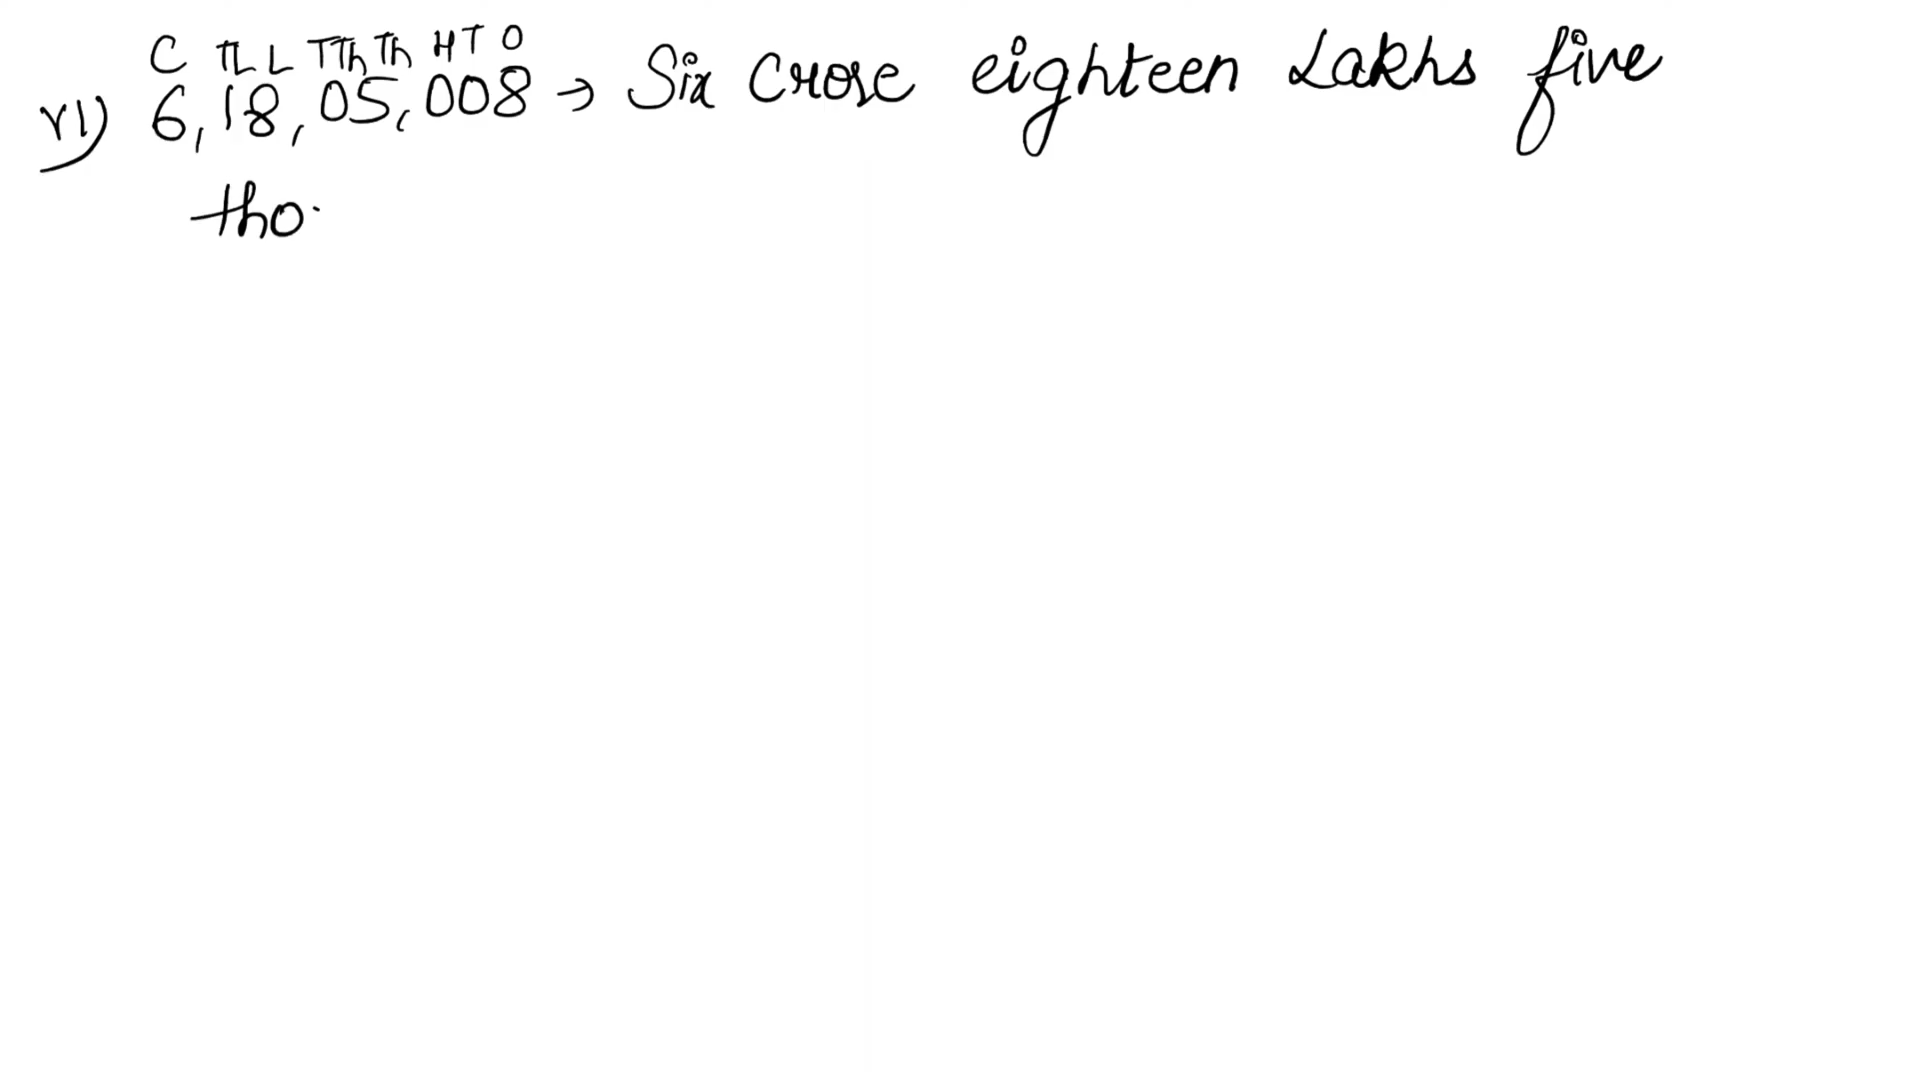 C TL L TTh Th H T O
vi) 6,18,05,008 → Six Crore eighteen Lakhs five
tho